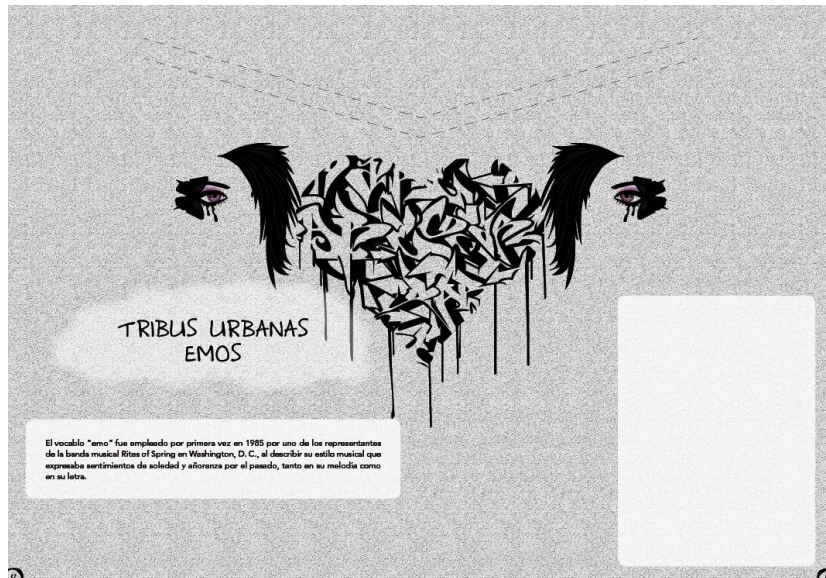 TRIBUS URBANAS
EMOS
El vocablo "emo" fue empleado por primera vez en 1985 por uno de los representantes
de la banda musical Rites of Spring en Washington, D. C., al describir su estilo musical que
expresaba sentimientos de soledad y añoranza por el pasado, tanto en su melodía como
en su letra.